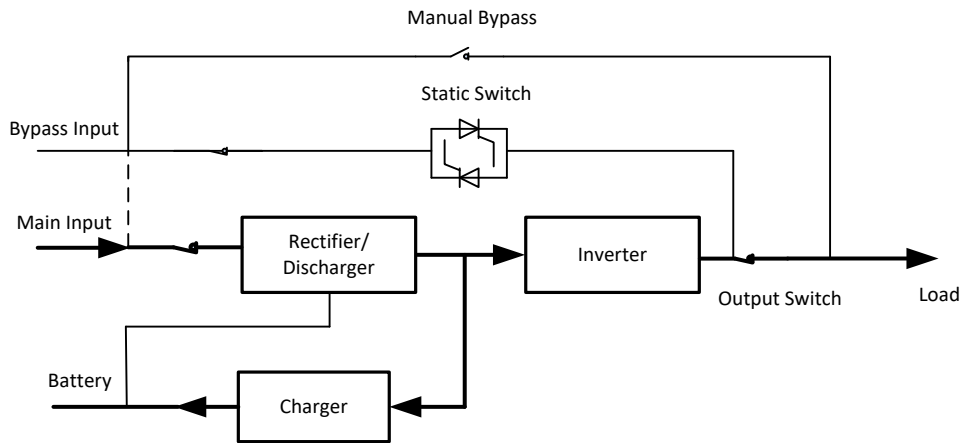 Manual Bypass
Static Switch
Bypass Input
Main Input
Rectifier/
Discharger
Inverter
Output Switch
Load
Battery
Charger